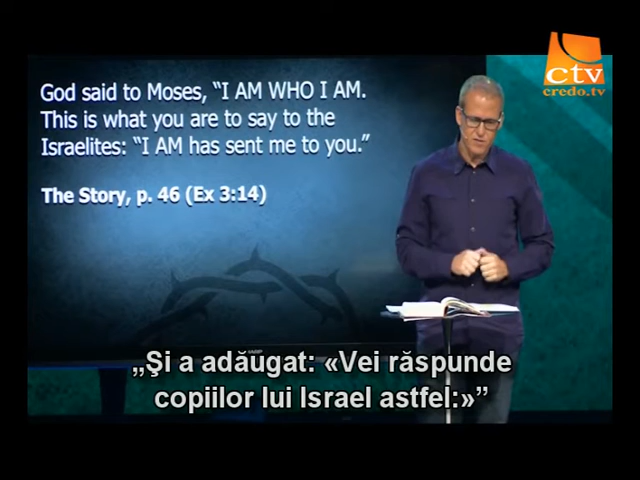 ctv
credo.tv
God said to Moses, “I AM WHO I AM.
This is what you are to say to the
Israelites: “I AM has sent me to you.”
The Story, p. 46 (Ex 3:14)
„Şi a adăugat: «Vei răspunde
copiilor lui Israel astfel:»”